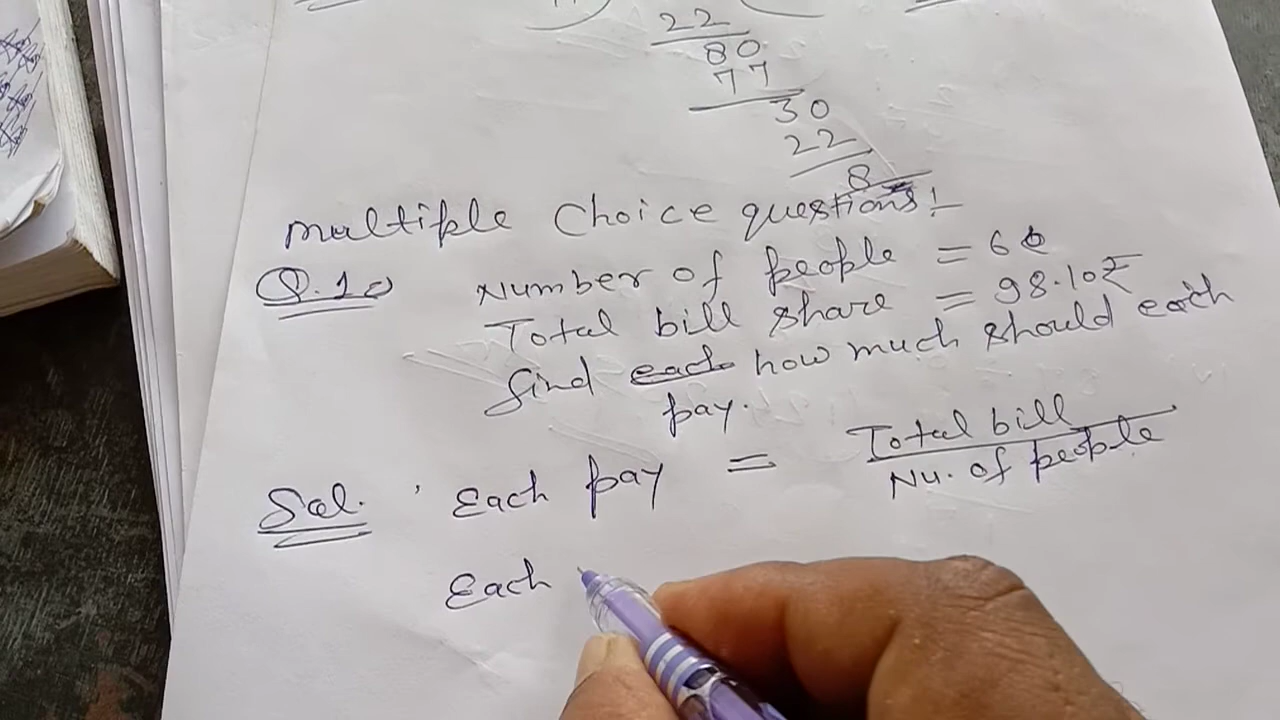 22
80
77
30
22
8
Multiple Choice questions:-
Q.1. Number of people = 6
Total bill share = 98.10₹
find each how much should each
pay.
Sol. Each pay = Total bill
Nu. of people
Each